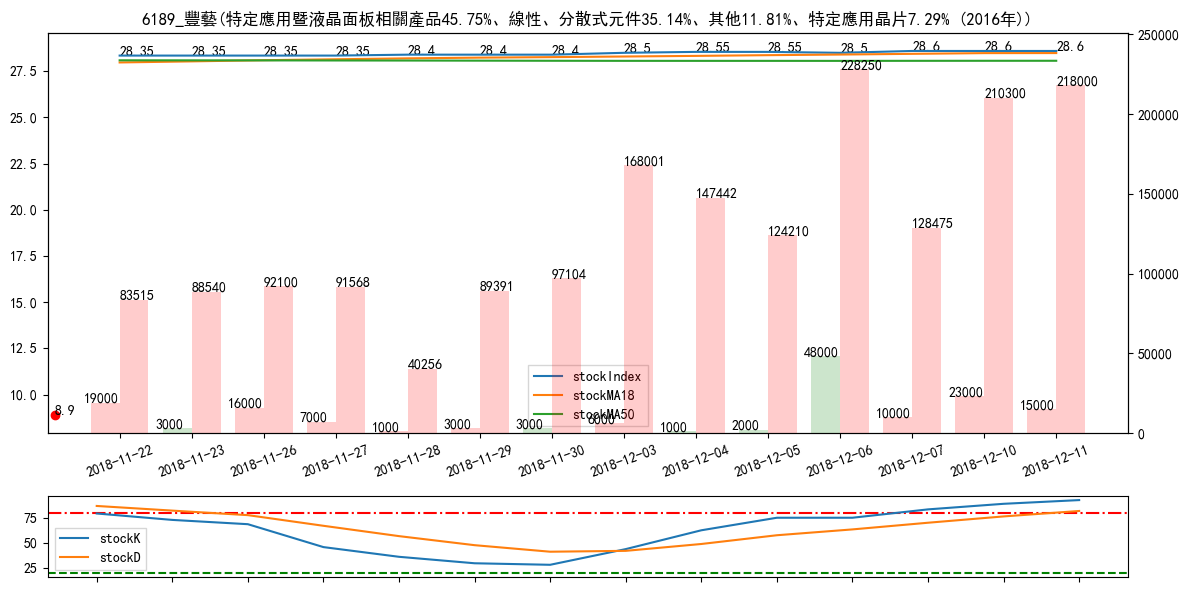 6189_豐藝(特定應用暨液晶面板相關產品45.75%、線性、分散式元件35.14%、其他11.81%、特定應用晶片7.29% (2016年))
28.35 28.35 28.35 28.35 28.4 28.4 28.4 28.5 28.55 28.55 28.5 28.6 28.6 28.6
27.5 25.0 22.5 20.0 17.5 15.0 12.5 10.0
250000 200000 150000 100000 50000 0
83515 88540 92100 91568 40256 89391 97104 168001 147442 124210 228250 128475 210300 218000
8.9
19000 3000 16000 7000 1000 3000 3000 6000 1000 2000 48000 10000 23000 15000
stockIndex
stockMA18
stockMA50
2018-11-22 2018-11-23 2018-11-26 2018-11-27 2018-11-28 2018-11-29 2018-11-30 2018-12-03 2018-12-04 2018-12-05 2018-12-06 2018-12-07 2018-12-10 2018-12-11
75
50
25
stockK
stockD